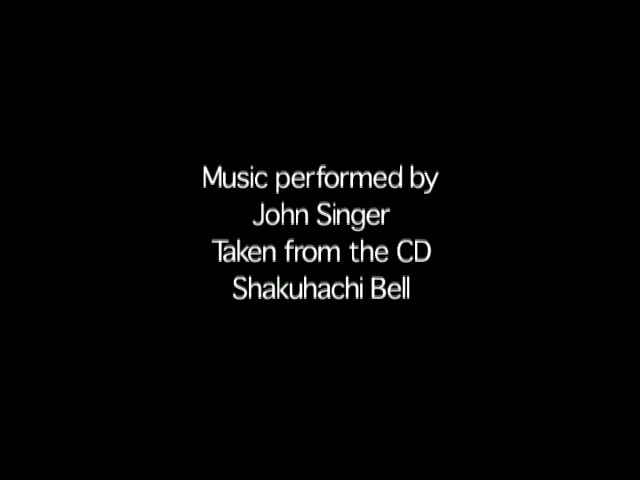 Music performed by
John Singer
Taken from the CD
Shakuhachi Bell